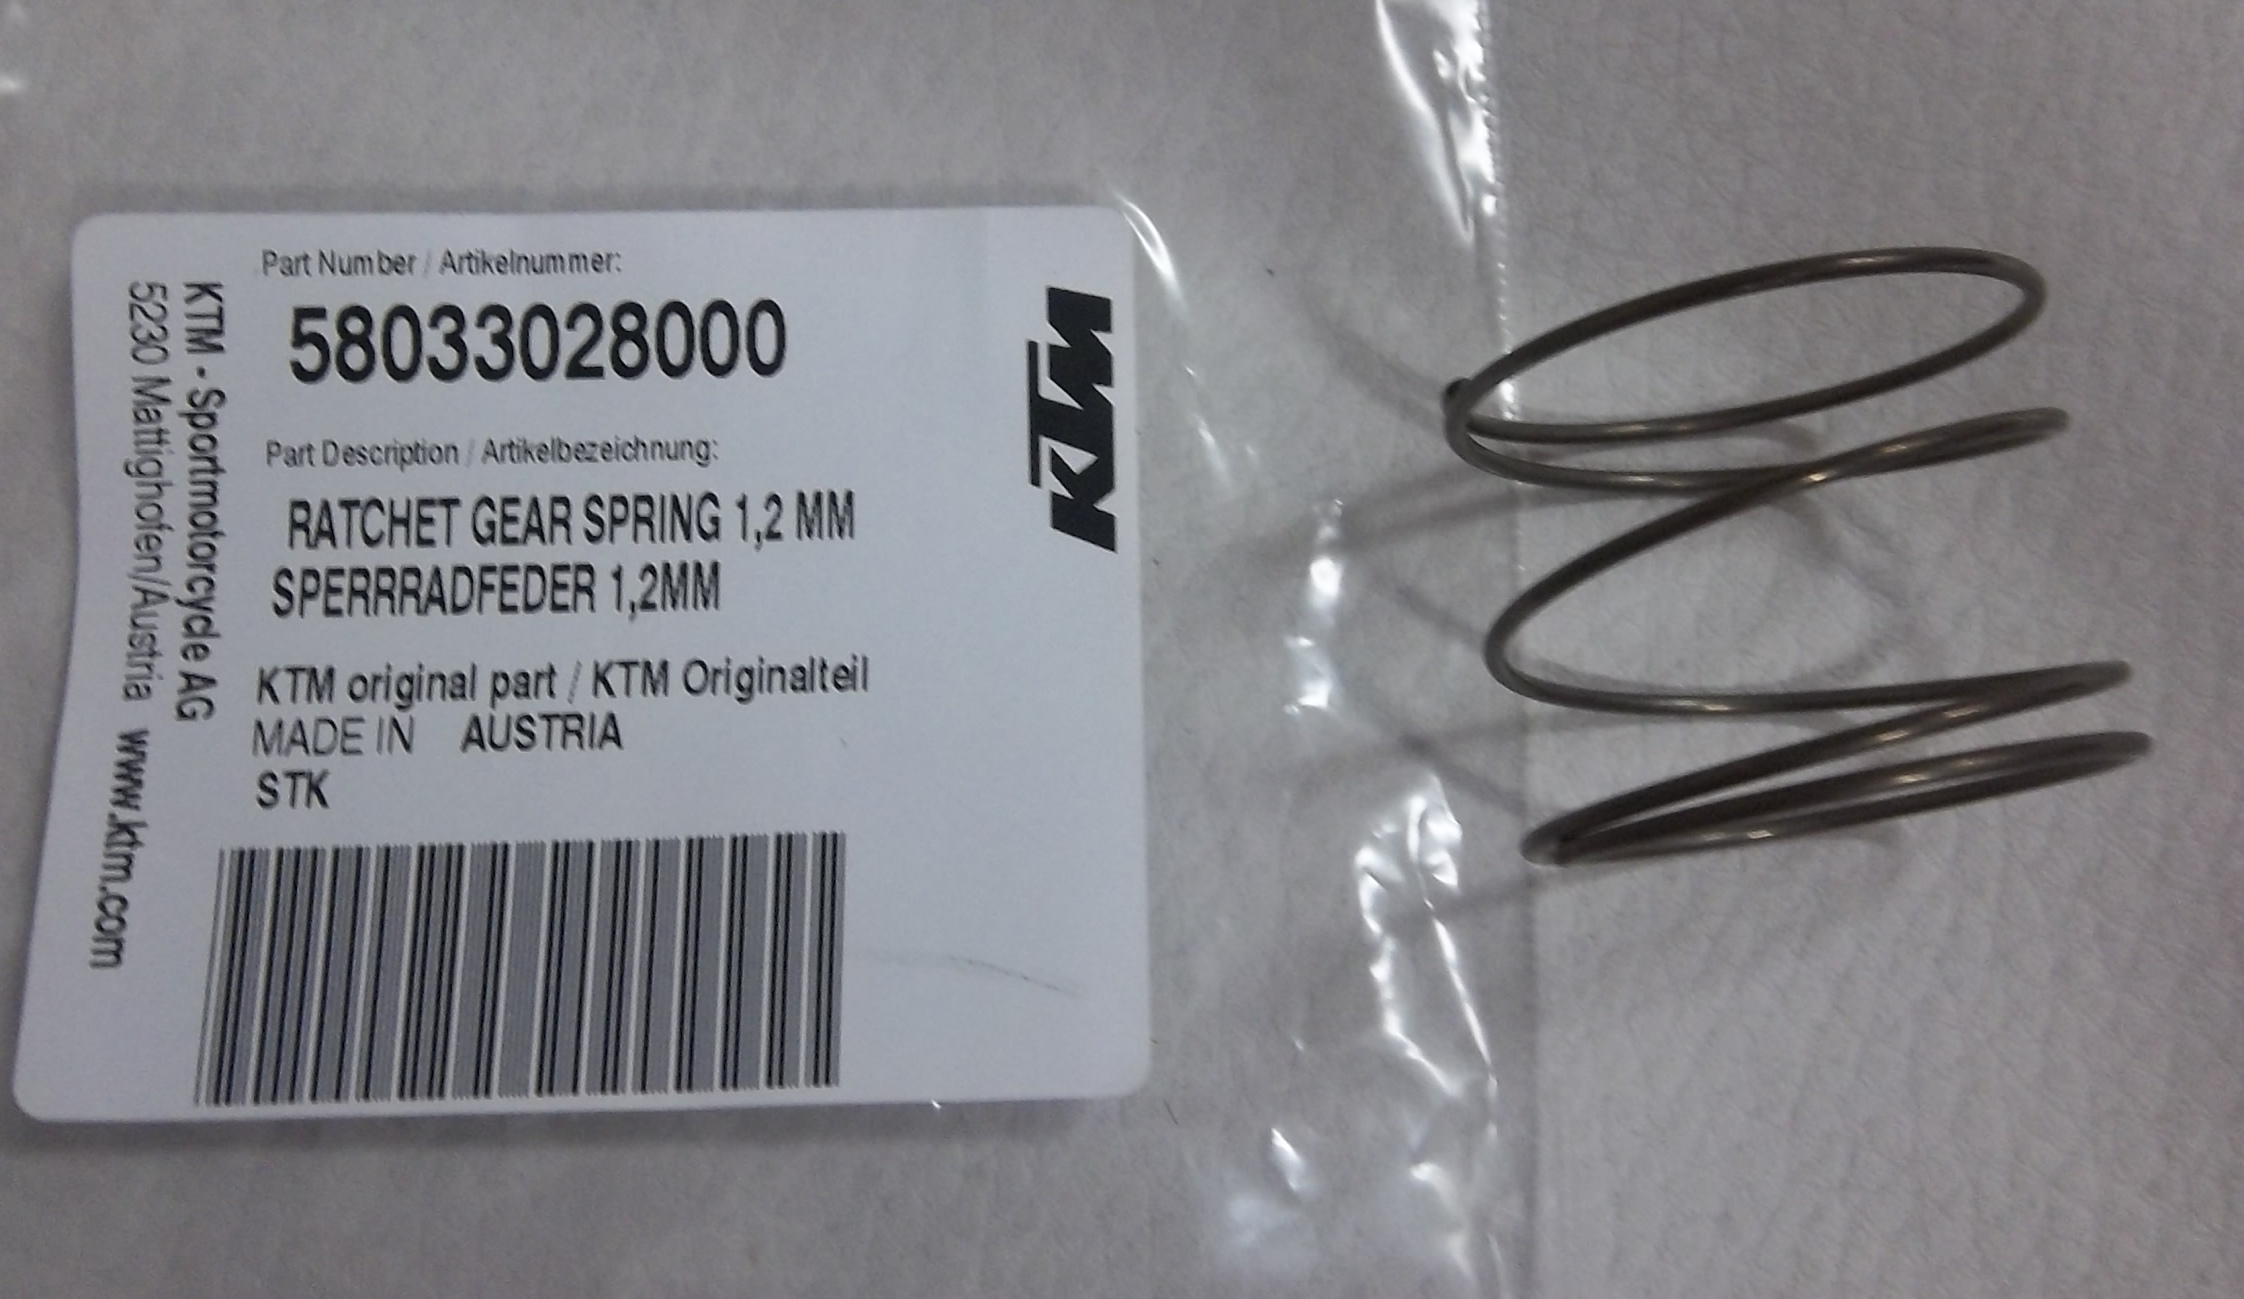 Part Number / Artikelnummer:
58033028000
Part Description / Artikelbezeichnung:
RATCHET GEAR SPRING 1,2 MM
SPERRRADFEDER 1,2MM
KTM original part / KTM Originalteil
MADE IN AUSTRIA
STK
KTM
KTM - Sportmotorcycle AG
5230 Mattighofen/Austria www.ktm.com